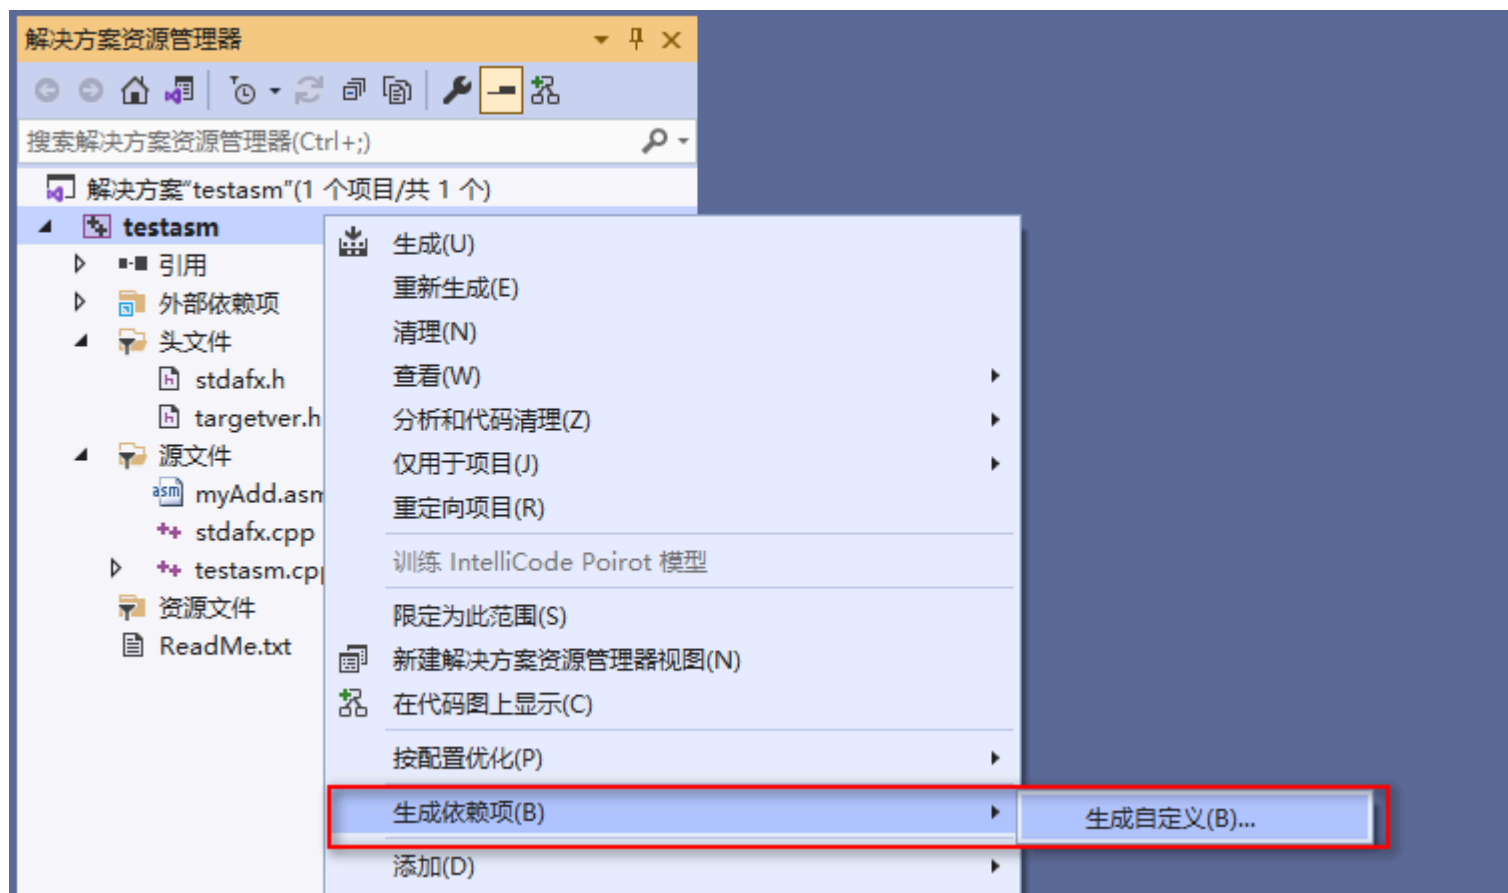 解决方案资源管理器
搜索解决方案资源管理器(Ctrl+;)
解决方案"testasm"(1 个项目/共 1 个)
testasm
引用
外部依赖项
头文件
stdafx.h
targetver.h
源文件
asm myAdd.asm
stdafx.cpp
testasm.cpp
资源文件
ReadMe.txt
生成(U)
重新生成(E)
清理(N)
查看(W)
分析和代码清理(Z)
仅用于项目(J)
重定向项目(R)
训练 IntelliCode Poirot 模型
限定为此范围(S)
新建解决方案资源管理器视图(N)
在代码图上显示(C)
按配置优化(P)
生成依赖项(B)
生成自定义(B)...
添加(D)